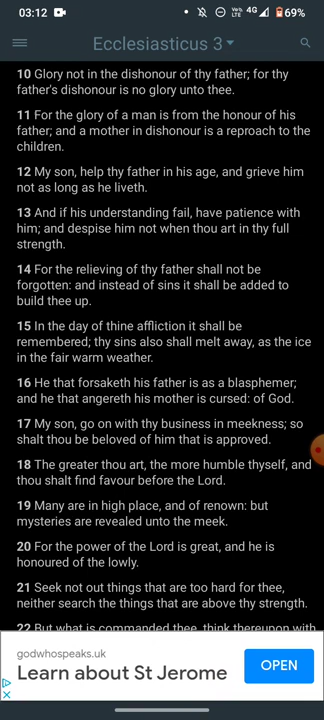 03:12
Vo)) LTE 4G 69%
Ecclesiasticus 3
10 Glory not in the dishonour of thy father; for thy
father's dishonour is no glory unto thee.
11 For the glory of a man is from the honour of his
father; and a mother in dishonour is a reproach to the
children.
12 My son, help thy father in his age, and grieve him
not as long as he liveth.
13 And if his understanding fail, have patience with
him; and despise him not when thou art in thy full
strength.
14 For the relieving of thy father shall not be
forgotten: and instead of sins it shall be added to
build thee up.
15 In the day of thine affliction it shall be
remembered; thy sins also shall melt away, as the ice
in the fair warm weather.
16 He that forsaketh his father is as a blasphemer;
and he that angereth his mother is cursed: of God.
17 My son, go on with thy business in meekness; so
shalt thou be beloved of him that is approved.
18 The greater thou art, the more humble thyself, and
thou shalt find favour before the Lord.
19 Many are in high place, and of renown: but
mysteries are revealed unto the meek.
20 For the power of the Lord is great, and he is
honoured of the lowly.
21 Seek not out things that are too hard for thee,
neither search the things that are above thy strength.
22 But what is commanded thee, think thereupon with
godwhospeaks.uk
Learn about St Jerome
OPEN